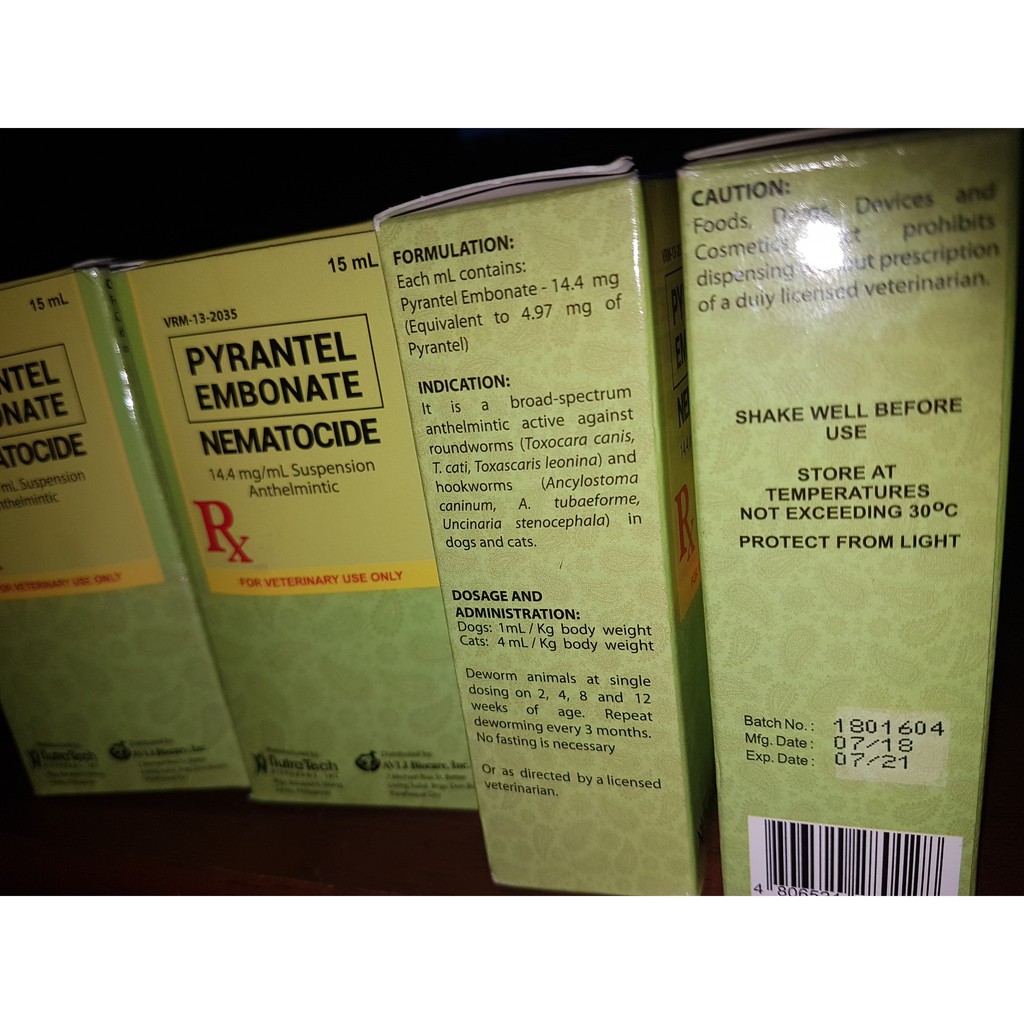 15 mL
NTEL
ONATE
ATOCIDE
mL Suspension
nthelmintic
FOR VETERINARY USE ONLY
15 mL
VRM-13-2035
PYRANTEL
EMBONATE
NEMATOCIDE
14.4 mg/mL Suspension
Anthelmintic
Rx
FOR VETERINARY USE ONLY
NutraTech
Distributed by
AVLJ Biocare, Inc.
FORMULATION:
Each mL contains:
Pyrantel Embonate - 14.4 mg
(Equivalent to 4.97 mg of
Pyrantel)
INDICATION:
It is a broad-spectrum
anthelmintic active against
roundworms (Toxocara canis,
T. cati, Toxascaris leonina) and
hookworms (Ancylostoma
caninum, A. tubaeforme,
Uncinaria stenocephala) in
dogs and cats.
DOSAGE AND
ADMINISTRATION:
Dogs: 1mL / Kg body weight
Cats: 4 mL / Kg body weight
Deworm animals at single
dosing on 2, 4, 8 and 12
weeks of age. Repeat
deworming every 3 months.
No fasting is necessary
Or as directed by a licensed
veterinarian.
CAUTION:
Foods, Devices and
prohibits
dispensing prescription
of a duly licensed veterinarian.
SHAKE WELL BEFORE
USE
STORE AT
TEMPERATURES
NOT EXCEEDING 30°C
PROTECT FROM LIGHT
Batch No. : 1801604
Mfg. Date : 07/18
Exp. Date : 07/21